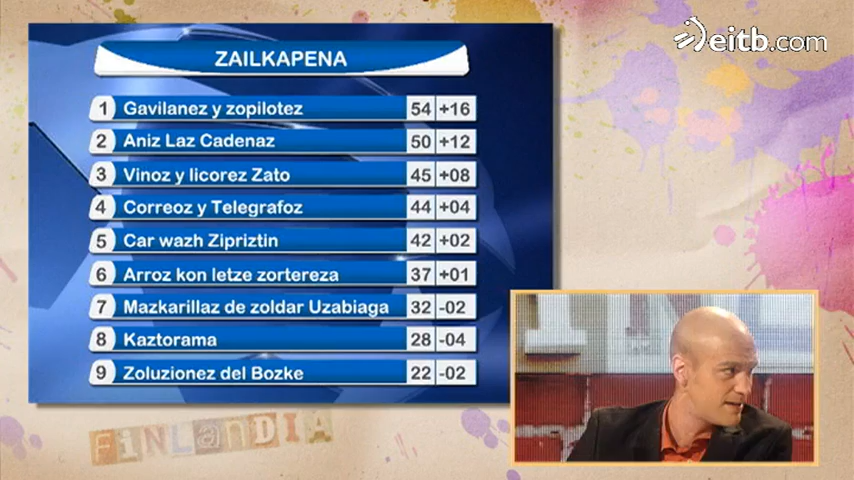 eitb.com
ZAILKAPENA
1 Gavilanez y zopilotez 54 +16
2 Aniz Laz Cadenaz 50 +12
3 Vinoz y licorez Zato 45 +08
4 Correoz y Telegrafoz 44 +04
5 Car wazh Zipriztin 42 +02
6 Arroz kon letze zortereza 37 +01
7 Mazkarillaz de zoldar Uzabiaga 32 -02
8 Kaztorama 28 -04
9 Zoluzionez del Bozke 22 -02
FINLANDIA